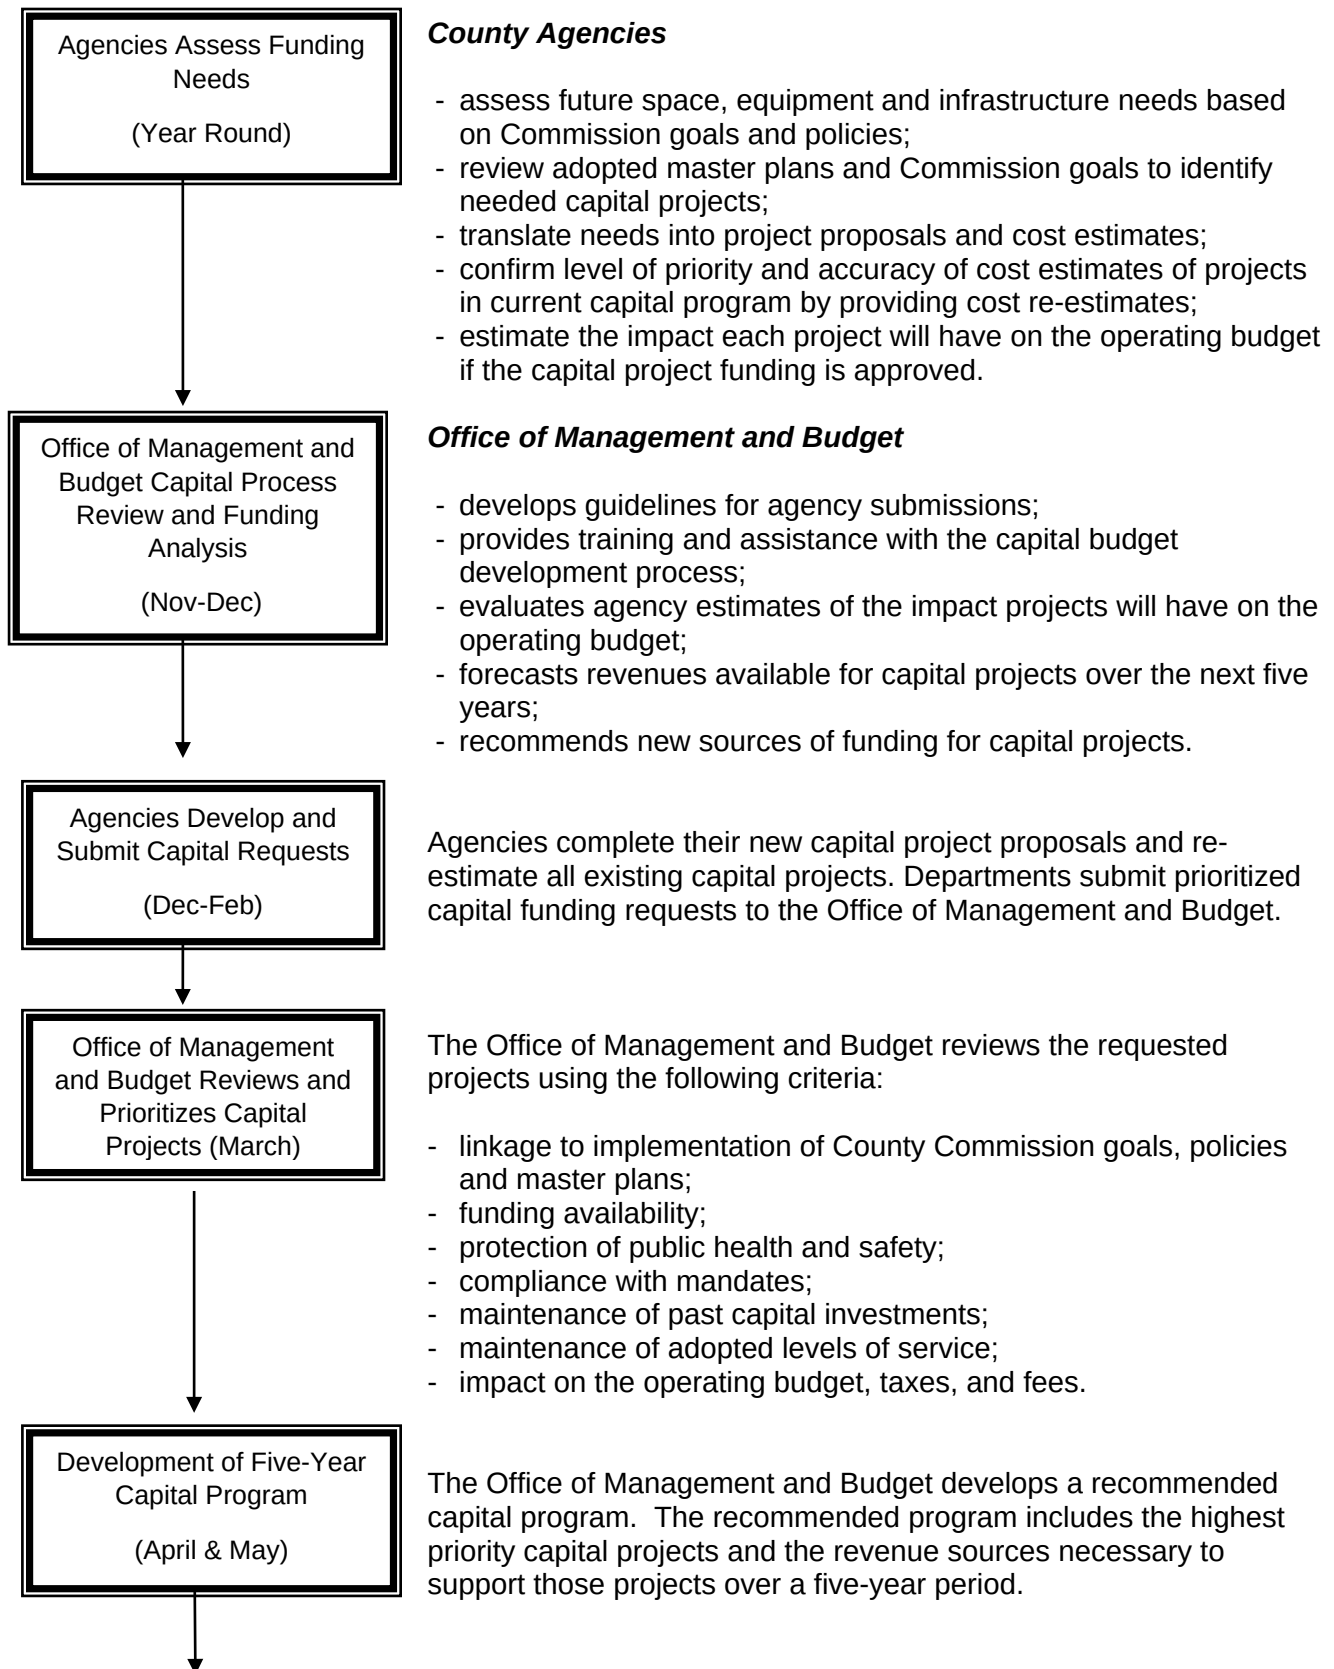 Agencies Assess Funding
Needs
(Year Round)
County Agencies
- assess future space, equipment and infrastructure needs based
on Commission goals and policies;
- review adopted master plans and Commission goals to identify
needed capital projects;
- translate needs into project proposals and cost estimates;
- confirm level of priority and accuracy of cost estimates of projects
in current capital program by providing cost re-estimates;
- estimate the impact each project will have on the operating budget
if the capital project funding is approved.
Office of Management and
Budget Capital Process
Review and Funding
Analysis
(Nov-Dec)
Office of Management and Budget
- develops guidelines for agency submissions;
- provides training and assistance with the capital budget
development process;
- evaluates agency estimates of the impact projects will have on the
operating budget;
- forecasts revenues available for capital projects over the next five
years;
- recommends new sources of funding for capital projects.
Agencies Develop and
Submit Capital Requests
(Dec-Feb)
Agencies complete their new capital project proposals and re-
estimate all existing capital projects. Departments submit prioritized
capital funding requests to the Office of Management and Budget.
Office of Management
and Budget Reviews and
Prioritizes Capital
Projects (March)
The Office of Management and Budget reviews the requested
projects using the following criteria:
- linkage to implementation of County Commission goals, policies
and master plans;
- funding availability;
- protection of public health and safety;
- compliance with mandates;
- maintenance of past capital investments;
- maintenance of adopted levels of service;
- impact on the operating budget, taxes, and fees.
Development of Five-Year
Capital Program
(April & May)
The Office of Management and Budget develops a recommended
capital program.  The recommended program includes the highest
priority capital projects and the revenue sources necessary to
support those projects over a five-year period.